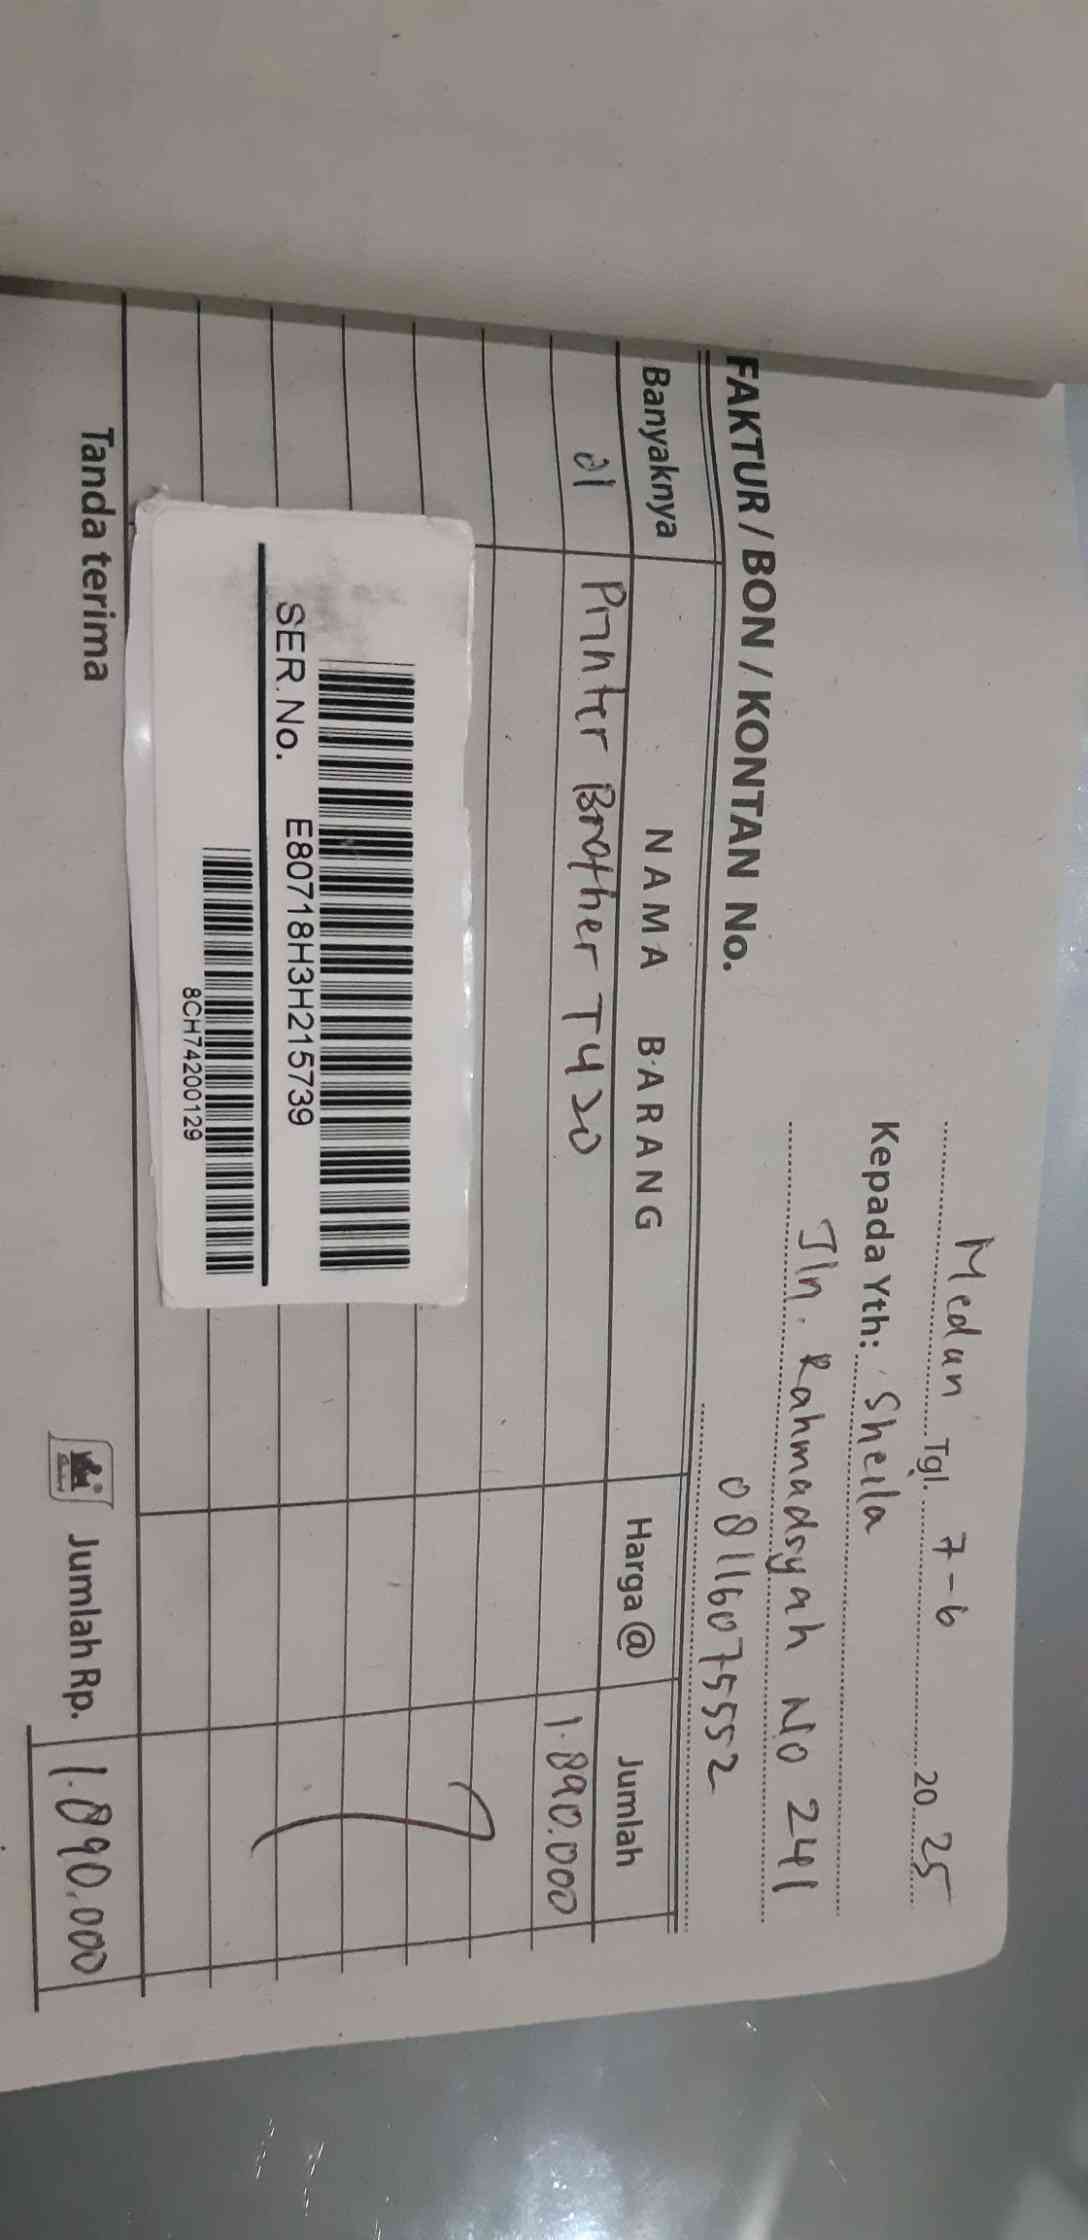 Medan Tgl. 7-6 20 25
Kepada Yth: Sheila
Jln. Rahmadsyah No 241
081160755552
FAKTUR / BON / KONTAN No.
Banyaknya NAMA BARANG Harga @ Jumlah
01 Printer Brother T420 1.890.000
SER. No. E80718H3H215739
8CH74200129
Tanda terima Jumlah Rp. 1.890.000